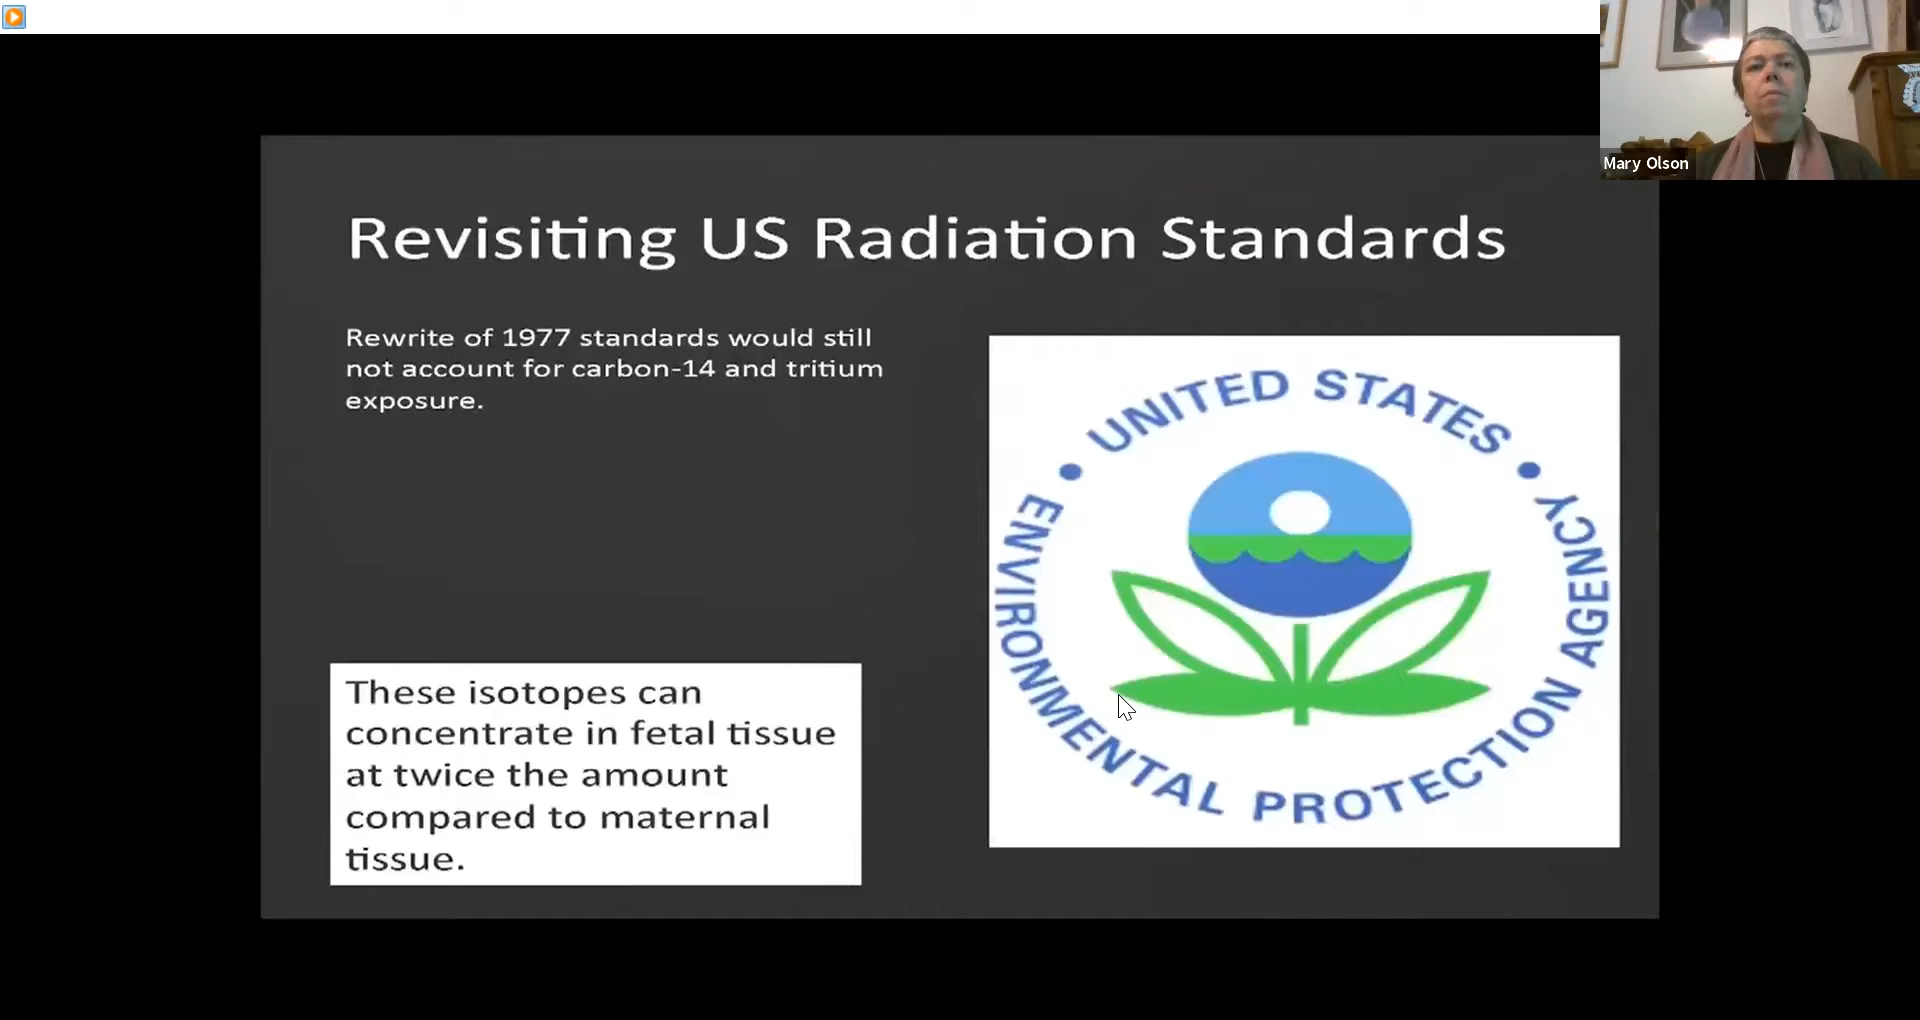 Mary Olson
Revisiting US Radiation Standards
Rewrite of 1977 standards would still
not account for carbon-14 and tritium
exposure.
UNITED STATES
• ENVIRONMENTAL PROTECTION AGENCY •
These isotopes can
concentrate in fetal tissue
at twice the amount
compared to maternal
tissue.